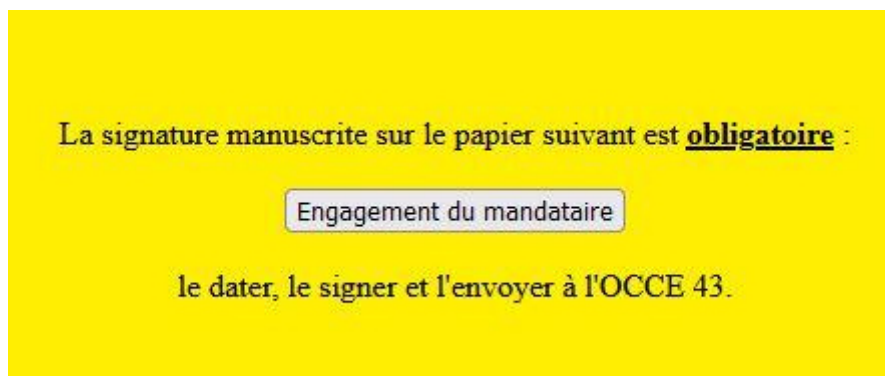 La signature manuscrite sur le papier suivant est obligatoire :
Engagement du mandataire
le dater, le signer et l'envoyer à l'OCCE 43.